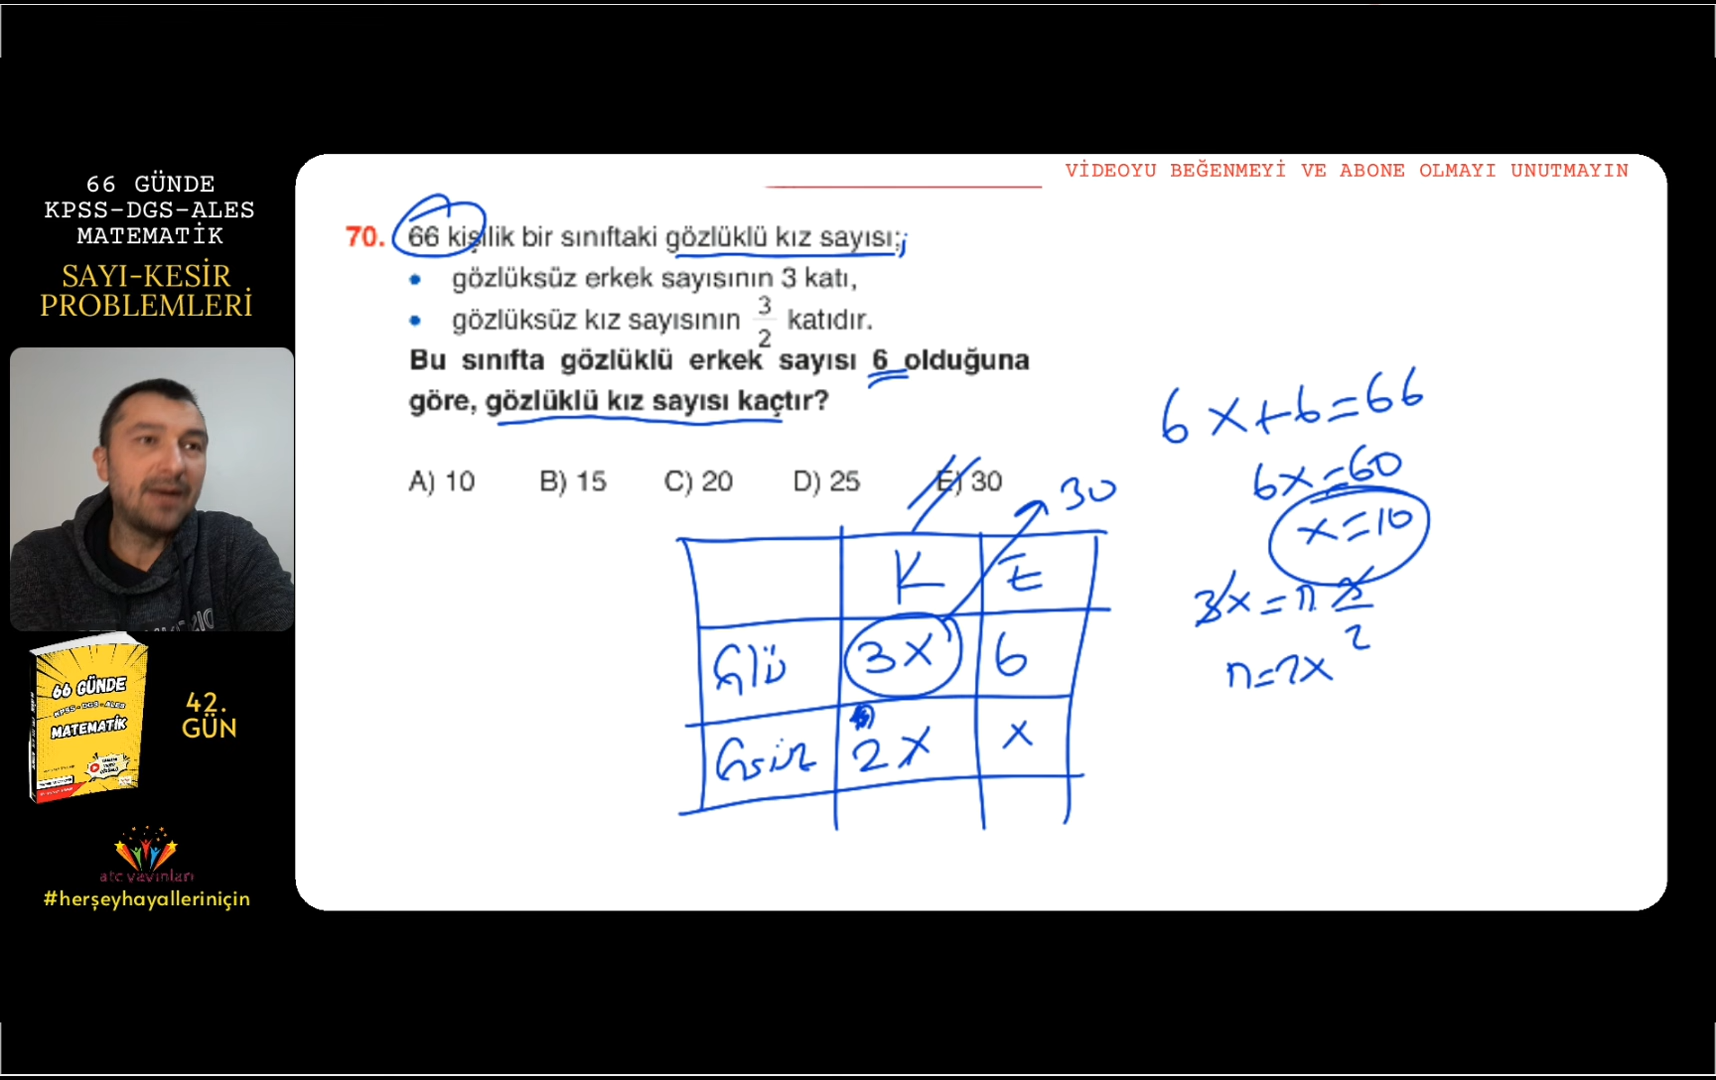 VİDEOYU BEĞENMEYİ VE ABONE OLMAYI UNUTMAYIN
66 GÜNDE
KPSS-DGS-ALES
MATEMATİK
SAYI-KESİR
PROBLEMLERİ
70. 66 kişilik bir sınıftaki gözlüklü kız sayısı;
• gözlüksüz erkek sayısının 3 katı,
• gözlüksüz kız sayısının 3/2 katıdır.
Bu sınıfta gözlüklü erkek sayısı 6 olduğuna
göre, gözlüklü kız sayısı kaçtır?
A) 10 B) 15 C) 20 D) 25 E) 30
30
K E
Glü 3x 6
Gsüz 2x x
6x+6=66
6x=60
x=10
3x=n 3/2
n=2x
66 GÜNDE
KPSS-DGS-ALES
MATEMATİK
42.
GÜN
atc yayınları
#herşeyhayalleriniçin